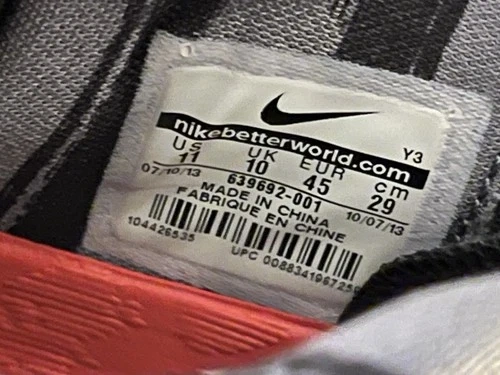 Y3
nikebetterworld.com
US UK EUR cm
11 10 45 29
07/10/13 639692-001 10/07/13
MADE IN CHINA
FABRIQUE EN CHINE
104426535 UPC 00883419672